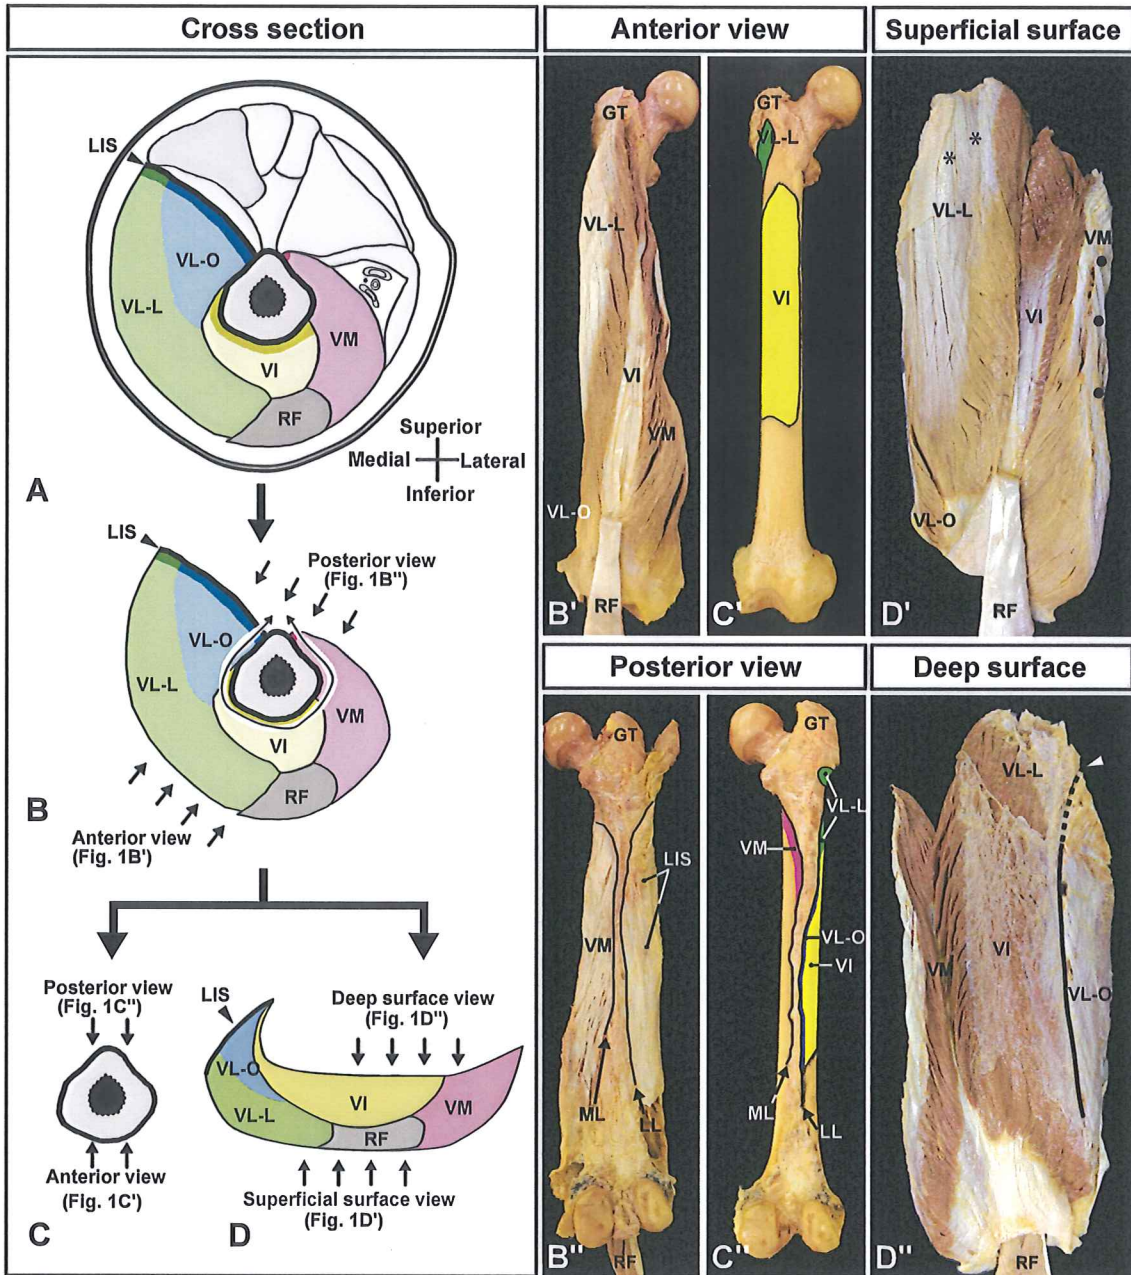 Cross section
Anterior view
Superficial surface
LIS
VL-O
VL-L
VM
VI
RF
Superior
Medial
Lateral
Inferior
A
LIS
Posterior view
(Fig. 1B'')
VL-O
VL-L
VM
VI
RF
B
Anterior view
(Fig. 1B')
Posterior view
(Fig. 1C'')
LIS
Deep surface view
(Fig. 1D'')
VL-O
VL-L
VI
VM
RF
Anterior view
(Fig. 1C')
Superficial surface view
(Fig. 1D')
C
D
GT
VL-L
VI
VM
VL-O
B'
RF
GT
VL-L
VI
C'
* *
VL-L
VM
VI
VL-O
D'
RF
Posterior view
Deep surface
GT
LIS
VM
ML
LL
B''
RF
GT
VL-L
VM
VL-O
VI
ML
LL
C''
VL-L
VI
VM
VL-O
D''
RF